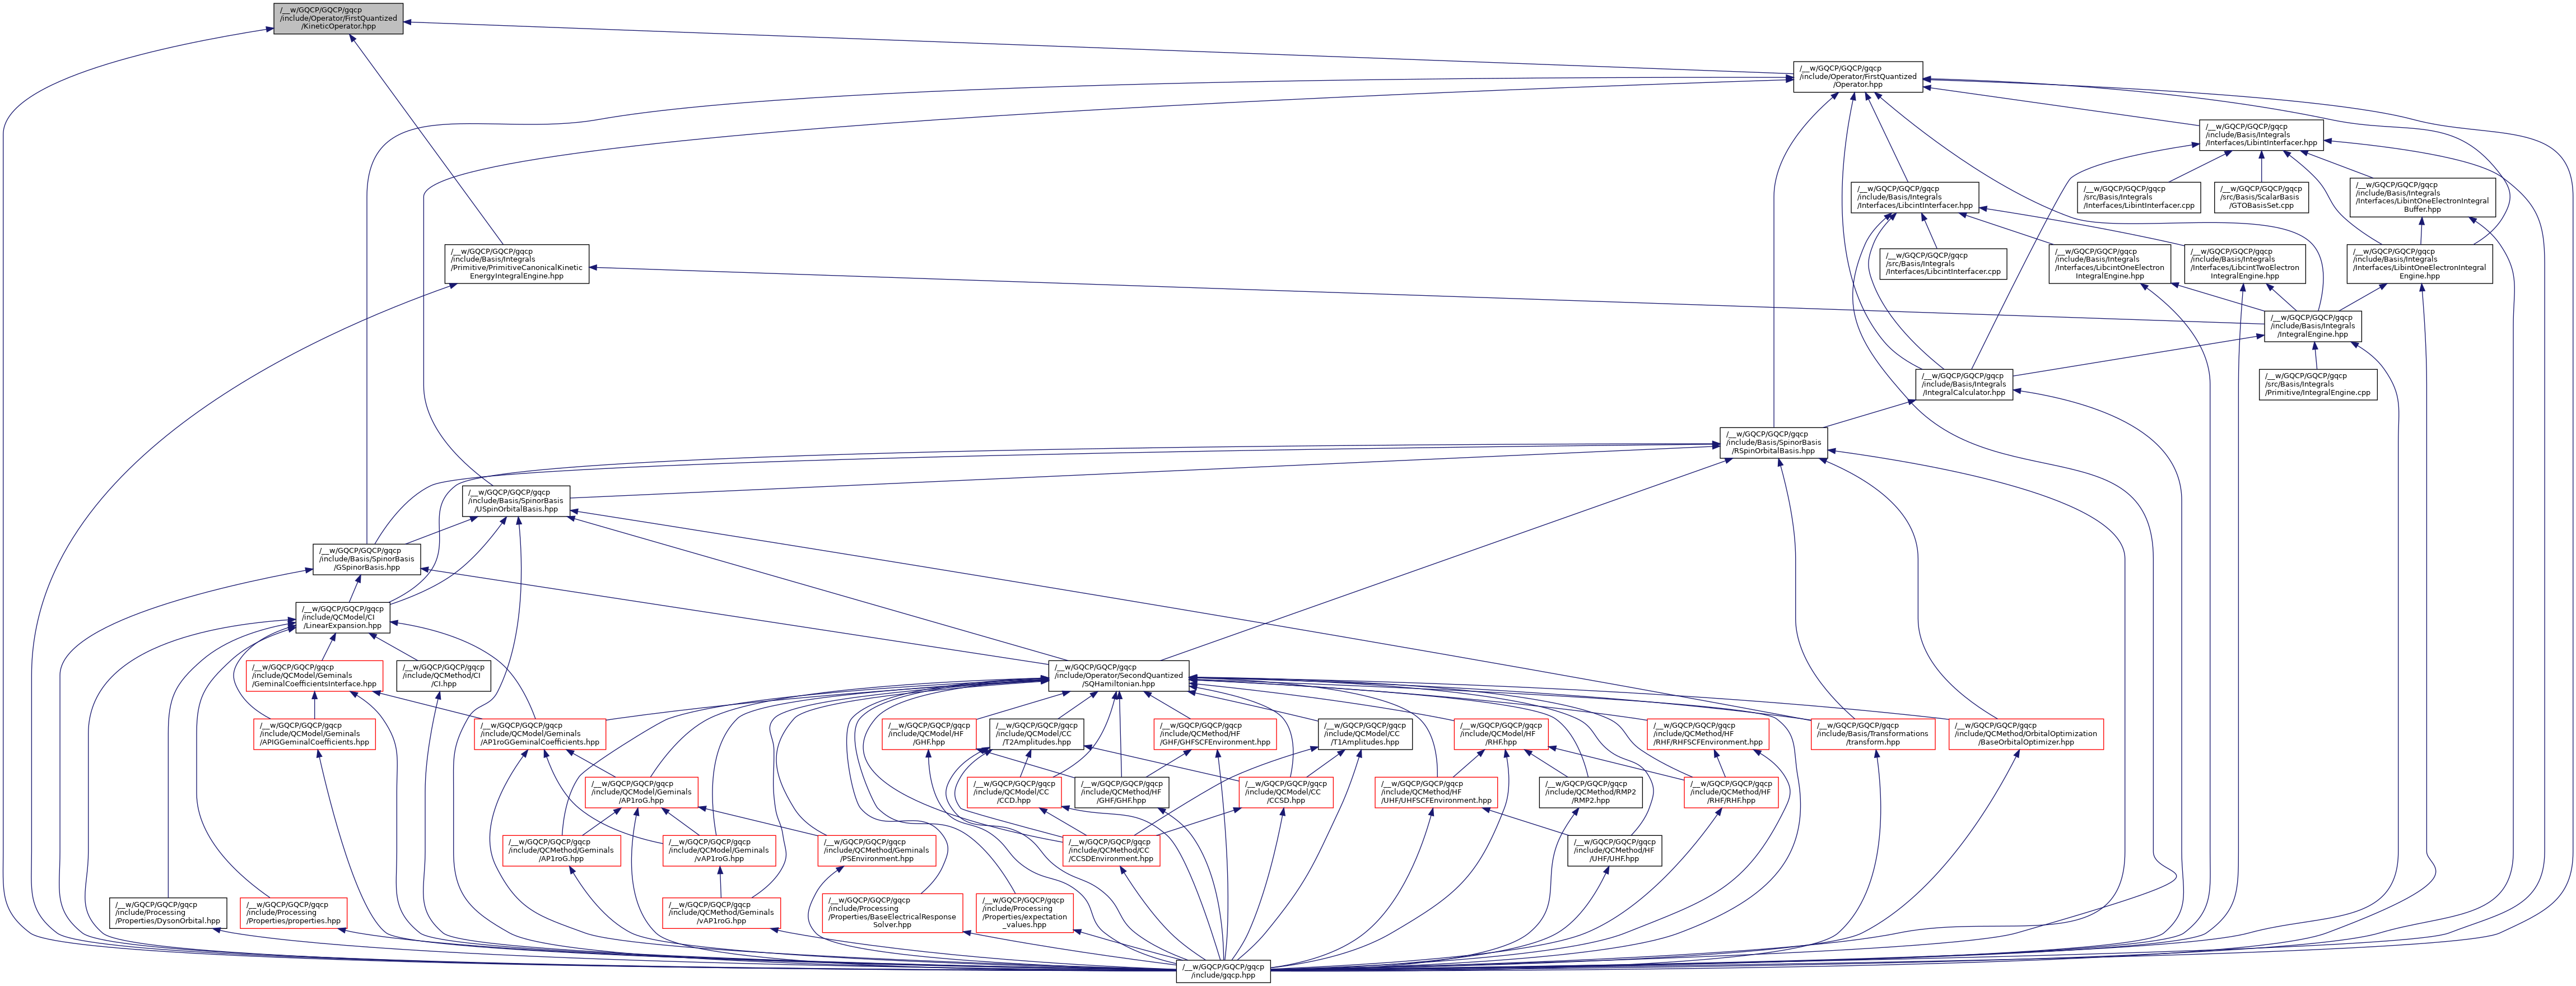 /__w/GQCP/GQCP/gqcp
/include/Operator/FirstQuantized
/KineticOperator.hpp
/__w/GQCP/GQCP/gqcp
/include/Operator/FirstQuantized
/Operator.hpp
/__w/GQCP/GQCP/gqcp
/include/Basis/Integrals
/Interfaces/LibintInterfacer.hpp
/__w/GQCP/GQCP/gqcp
/include/Basis/Integrals
/Interfaces/LibcintInterfacer.hpp
/__w/GQCP/GQCP/gqcp
/src/Basis/Integrals
/Interfaces/LibintInterfacer.cpp
/__w/GQCP/GQCP/gqcp
/src/Basis/ScalarBasis
/GTOBasisSet.cpp
/__w/GQCP/GQCP/gqcp
/include/Basis/Integrals
/Interfaces/LibintOneElectronIntegral
Buffer.hpp
/__w/GQCP/GQCP/gqcp
/include/Basis/Integrals
/Primitive/PrimitiveCanonicalKinetic
EnergyIntegralEngine.hpp
/__w/GQCP/GQCP/gqcp
/src/Basis/Integrals
/Interfaces/LibcintInterfacer.cpp
/__w/GQCP/GQCP/gqcp
/include/Basis/Integrals
/Interfaces/LibcintOneElectron
IntegralEngine.hpp
/__w/GQCP/GQCP/gqcp
/include/Basis/Integrals
/Interfaces/LibcintTwoElectron
IntegralEngine.hpp
/__w/GQCP/GQCP/gqcp
/include/Basis/Integrals
/Interfaces/LibintOneElectronIntegral
Engine.hpp
/__w/GQCP/GQCP/gqcp
/include/Basis/Integrals
/IntegralEngine.hpp
/__w/GQCP/GQCP/gqcp
/include/Basis/Integrals
/IntegralCalculator.hpp
/__w/GQCP/GQCP/gqcp
/src/Basis/Integrals
/Primitive/IntegralEngine.cpp
/__w/GQCP/GQCP/gqcp
/include/Basis/SpinorBasis
/RSpinOrbitalBasis.hpp
/__w/GQCP/GQCP/gqcp
/include/Basis/SpinorBasis
/USpinOrbitalBasis.hpp
/__w/GQCP/GQCP/gqcp
/include/Basis/SpinorBasis
/GSpinorBasis.hpp
/__w/GQCP/GQCP/gqcp
/include/QCModel/CI
/LinearExpansion.hpp
/__w/GQCP/GQCP/gqcp
/include/QCModel/Geminals
/GeminalCoefficientsInterface.hpp
/__w/GQCP/GQCP/gqcp
/include/QCMethod/CI
/CI.hpp
/__w/GQCP/GQCP/gqcp
/include/Operator/SecondQuantized
/SQHamiltonian.hpp
/__w/GQCP/GQCP/gqcp
/include/QCModel/Geminals
/APIGGeminalCoefficients.hpp
/__w/GQCP/GQCP/gqcp
/include/QCModel/Geminals
/AP1roGGeminalCoefficients.hpp
/__w/GQCP/GQCP/gqcp
/include/QCModel/HF
/GHF.hpp
/__w/GQCP/GQCP/gqcp
/include/QCModel/CC
/T2Amplitudes.hpp
/__w/GQCP/GQCP/gqcp
/include/QCMethod/HF
/GHF/GHFSCFEnvironment.hpp
/__w/GQCP/GQCP/gqcp
/include/QCModel/CC
/T1Amplitudes.hpp
/__w/GQCP/GQCP/gqcp
/include/QCModel/HF
/RHF.hpp
/__w/GQCP/GQCP/gqcp
/include/QCMethod/HF
/RHF/RHFSCFEnvironment.hpp
/__w/GQCP/GQCP/gqcp
/include/Basis/Transformations
/transform.hpp
/__w/GQCP/GQCP/gqcp
/include/QCMethod/OrbitalOptimization
/BaseOrbitalOptimizer.hpp
/__w/GQCP/GQCP/gqcp
/include/QCModel/Geminals
/AP1roG.hpp
/__w/GQCP/GQCP/gqcp
/include/QCModel/CC
/CCD.hpp
/__w/GQCP/GQCP/gqcp
/include/QCMethod/HF
/GHF/GHF.hpp
/__w/GQCP/GQCP/gqcp
/include/QCModel/CC
/CCSD.hpp
/__w/GQCP/GQCP/gqcp
/include/QCMethod/HF
/UHF/UHFSCFEnvironment.hpp
/__w/GQCP/GQCP/gqcp
/include/QCMethod/RMP2
/RMP2.hpp
/__w/GQCP/GQCP/gqcp
/include/QCMethod/HF
/RHF/RHF.hpp
/__w/GQCP/GQCP/gqcp
/include/QCMethod/Geminals
/AP1roG.hpp
/__w/GQCP/GQCP/gqcp
/include/QCModel/Geminals
/vAP1roG.hpp
/__w/GQCP/GQCP/gqcp
/include/QCMethod/Geminals
/PSEnvironment.hpp
/__w/GQCP/GQCP/gqcp
/include/QCMethod/CC
/CCSDEnvironment.hpp
/__w/GQCP/GQCP/gqcp
/include/QCMethod/HF
/UHF/UHF.hpp
/__w/GQCP/GQCP/gqcp
/include/Processing
/Properties/DysonOrbital.hpp
/__w/GQCP/GQCP/gqcp
/include/Processing
/Properties/properties.hpp
/__w/GQCP/GQCP/gqcp
/include/QCMethod/Geminals
/vAP1roG.hpp
/__w/GQCP/GQCP/gqcp
/include/Processing
/Properties/BaseElectricalResponse
Solver.hpp
/__w/GQCP/GQCP/gqcp
/include/Processing
/Properties/expectation
_values.hpp
/__w/GQCP/GQCP/gqcp
/include/gqcp.hpp